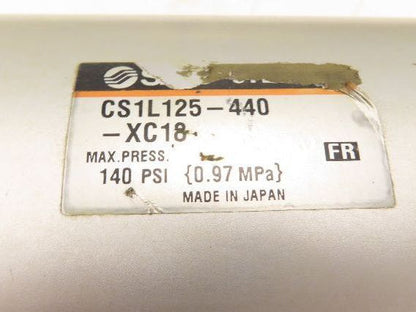 CS1L125-440
-XC18
MAX.PRESS.
FR
140 PSI {0.97 MPa}
MADE IN JAPAN